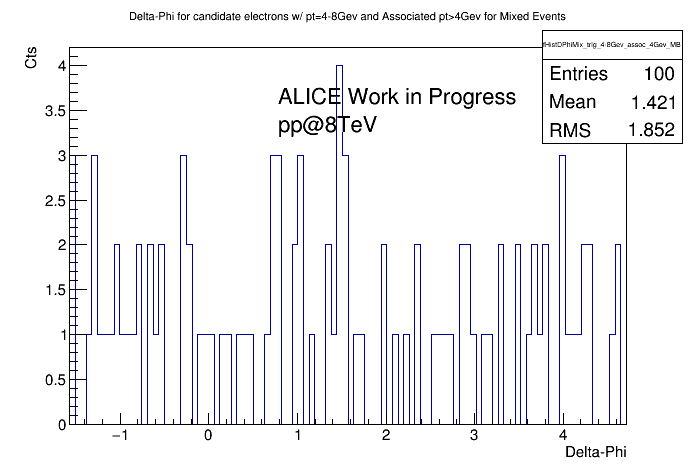 Delta-Phi for candidate electrons w/ pt=4-8Gev and Associated pt>4Gev for Mixed Events
Cts
fHistDPhiMix_trig_4-8Gev_assoc_4Gev_MB
Entries 100
Mean 1.421
RMS 1.852
ALICE Work in Progress
pp@8TeV
4
3.5
3
2.5
2
1.5
1
0.5
0
−1 0 1 2 3 4
Delta-Phi